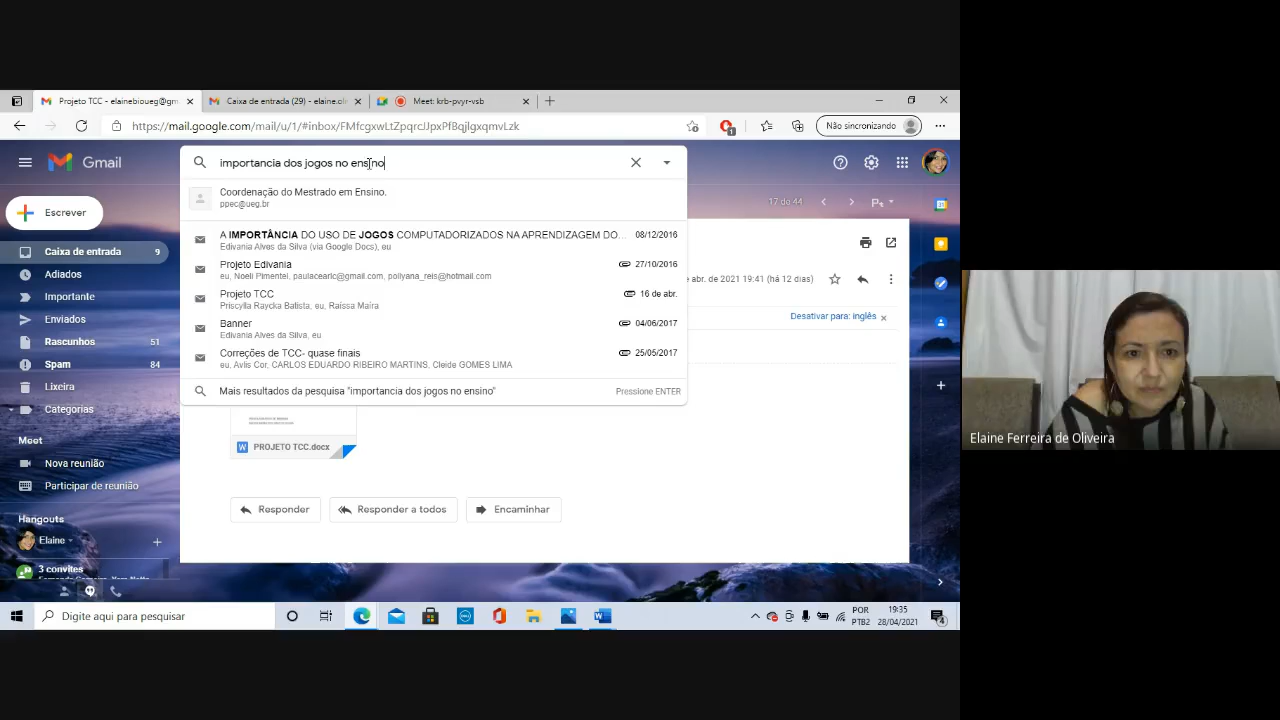 Projeto TCC - elainebioueg@gm
Caixa de entrada (29) - elaine.oli
Meet: krb-pvyr-vsb
https://mail.google.com/mail/u/1/#inbox/FMfcgxwLtZpqrcJJpxPfBqjlgxqmvLzk
Não sincronizando
Gmail
importancia dos jogos no ensino
Escrever
Caixa de entrada 9
Adiados
Importante
Enviados
Rascunhos 51
Spam 84
Lixeira
Categorias
Meet
Nova reunião
Participar de reunião
Hangouts
Elaine
3 convites
Coordenação do Mestrado em Ensino.
ppec@ueg.br
A IMPORTÂNCIA DO USO DE JOGOS COMPUTADORIZADOS NA APRENDIZAGEM DO... 08/12/2016
Edivania Alves da Silva (via Google Docs), eu
Projeto Edivania 27/10/2016
eu, Noeli Pimentel, paulacearlc@gmail.com, pollyana_reis@hotmail.com
Projeto TCC 16 de abr.
Priscylla Raycka Batista, eu, Raíssa Maíra
Banner 04/06/2017
Edivania Alves da Silva, eu
Correções de TCC- quase finais 25/05/2017
eu, Avlis Cor, CARLOS EDUARDO RIBEIRO MARTINS, Cleide GOMES LIMA
Mais resultados da pesquisa "importancia dos jogos no ensino" Pressione ENTER
17 de 44
abr. de 2021 19:41 (há 12 dias)
Desativar para: inglês
PROJETO TCC.docx
Responder
Responder a todos
Encaminhar
Digite aqui para pesquisar
POR
PTB2
19:35
28/04/2021
4
Elaine Ferreira de Oliveira